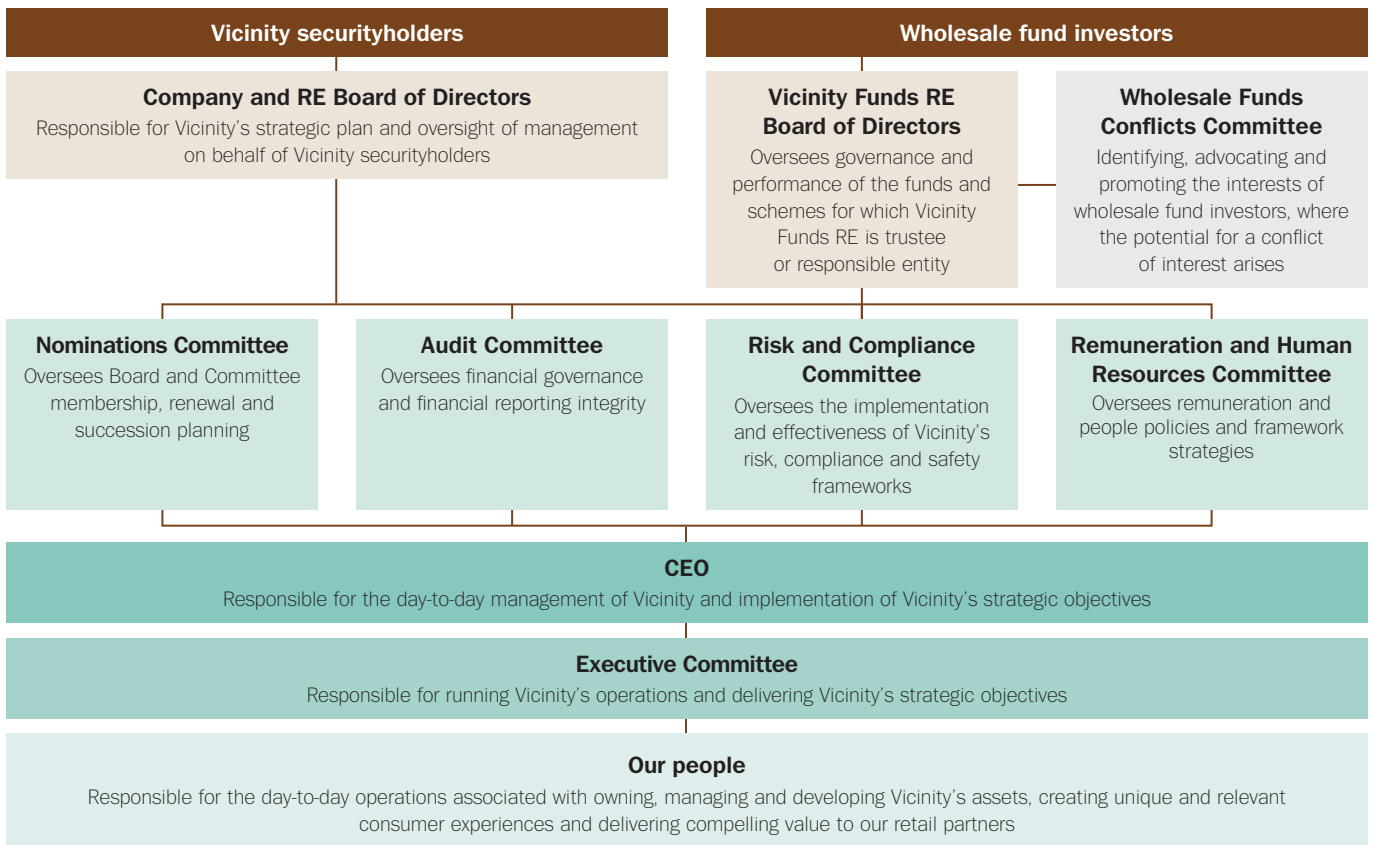 Vicinity securityholders
Wholesale fund investors
Company and RE Board of Directors
Responsible for Vicinity’s strategic plan and oversight of management
on behalf of Vicinity securityholders
Vicinity Funds RE
Board of Directors
Oversees governance and
performance of the funds and
schemes for which Vicinity
Funds RE is trustee
or responsible entity
Wholesale Funds
Conflicts Committee
Identifying, advocating and
promoting the interests of
wholesale fund investors, where
the potential for a conflict
of interest arises
Nominations Committee
Oversees Board and Committee
membership, renewal and
succession planning
Audit Committee
Oversees financial governance
and financial reporting integrity
Risk and Compliance
Committee
Oversees the implementation
and effectiveness of Vicinity’s
risk, compliance and safety
frameworks
Remuneration and Human
Resources Committee
Oversees remuneration and
people policies and framework
strategies
CEO
Responsible for the day-to-day management of Vicinity and implementation of Vicinity’s strategic objectives
Executive Committee
Responsible for running Vicinity’s operations and delivering Vicinity’s strategic objectives
Our people
Responsible for the day-to-day operations associated with owning, managing and developing Vicinity’s assets, creating unique and relevant
consumer experiences and delivering compelling value to our retail partners